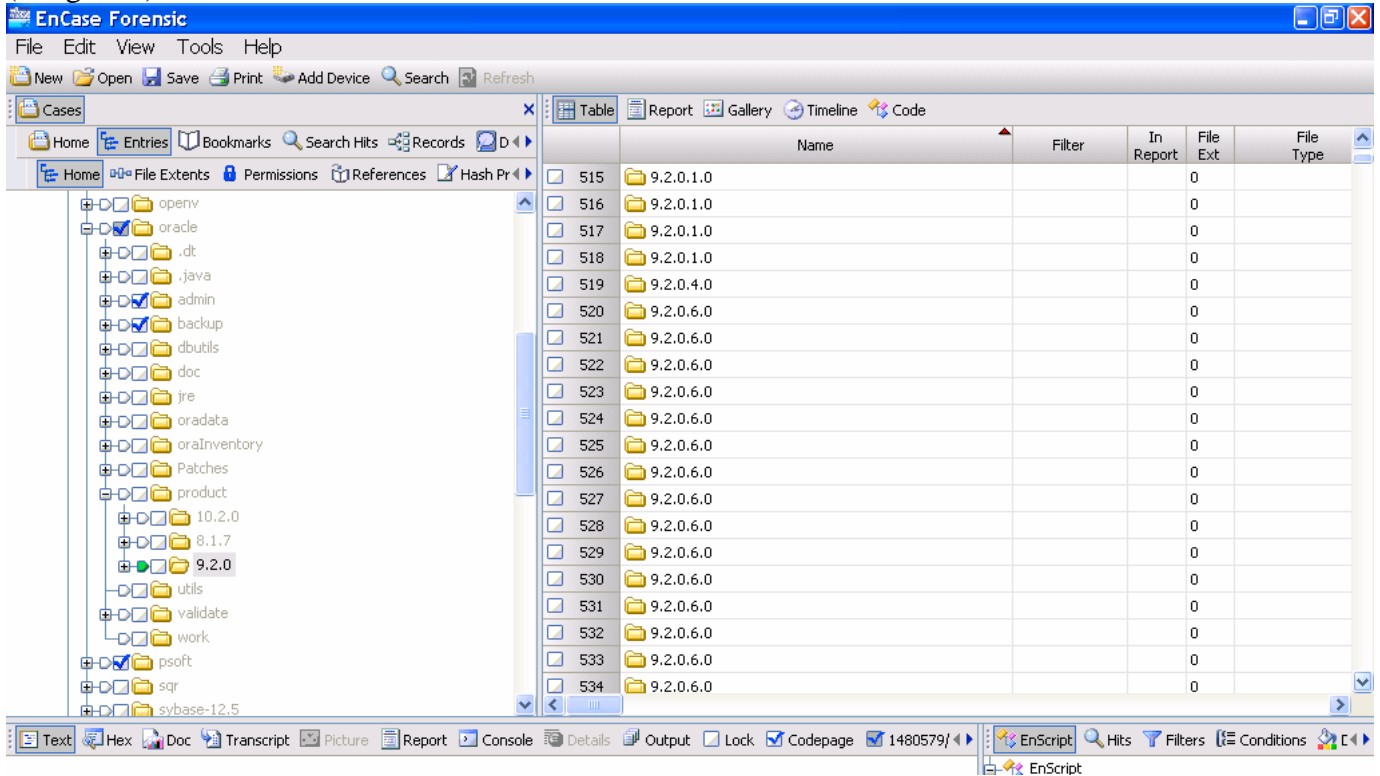 EnCase Forensic
File Edit View Tools Help
New Open Save Print Add Device Search Refresh
Cases
Table Report Gallery Timeline Code
Home Entries Bookmarks Search Hits Records D
Home File Extents Permissions References Hash Pr
Name Filter In Report File Ext File Type
openv
oracle
.dt
.java
admin
backup
dbutils
doc
jre
oradata
oraInventory
Patches
product
10.2.0
8.1.7
9.2.0
utils
validate
work
psoft
sqr
sybase-12.5
515 9.2.0.1.0 0
516 9.2.0.1.0 0
517 9.2.0.1.0 0
518 9.2.0.1.0 0
519 9.2.0.4.0 0
520 9.2.0.6.0 0
521 9.2.0.6.0 0
522 9.2.0.6.0 0
523 9.2.0.6.0 0
524 9.2.0.6.0 0
525 9.2.0.6.0 0
526 9.2.0.6.0 0
527 9.2.0.6.0 0
528 9.2.0.6.0 0
529 9.2.0.6.0 0
530 9.2.0.6.0 0
531 9.2.0.6.0 0
532 9.2.0.6.0 0
533 9.2.0.6.0 0
534 9.2.0.6.0 0
Text Hex Doc Transcript Picture Report Console Details Output Lock Codepage 1480579/
EnScript Hits Filters Conditions
EnScript